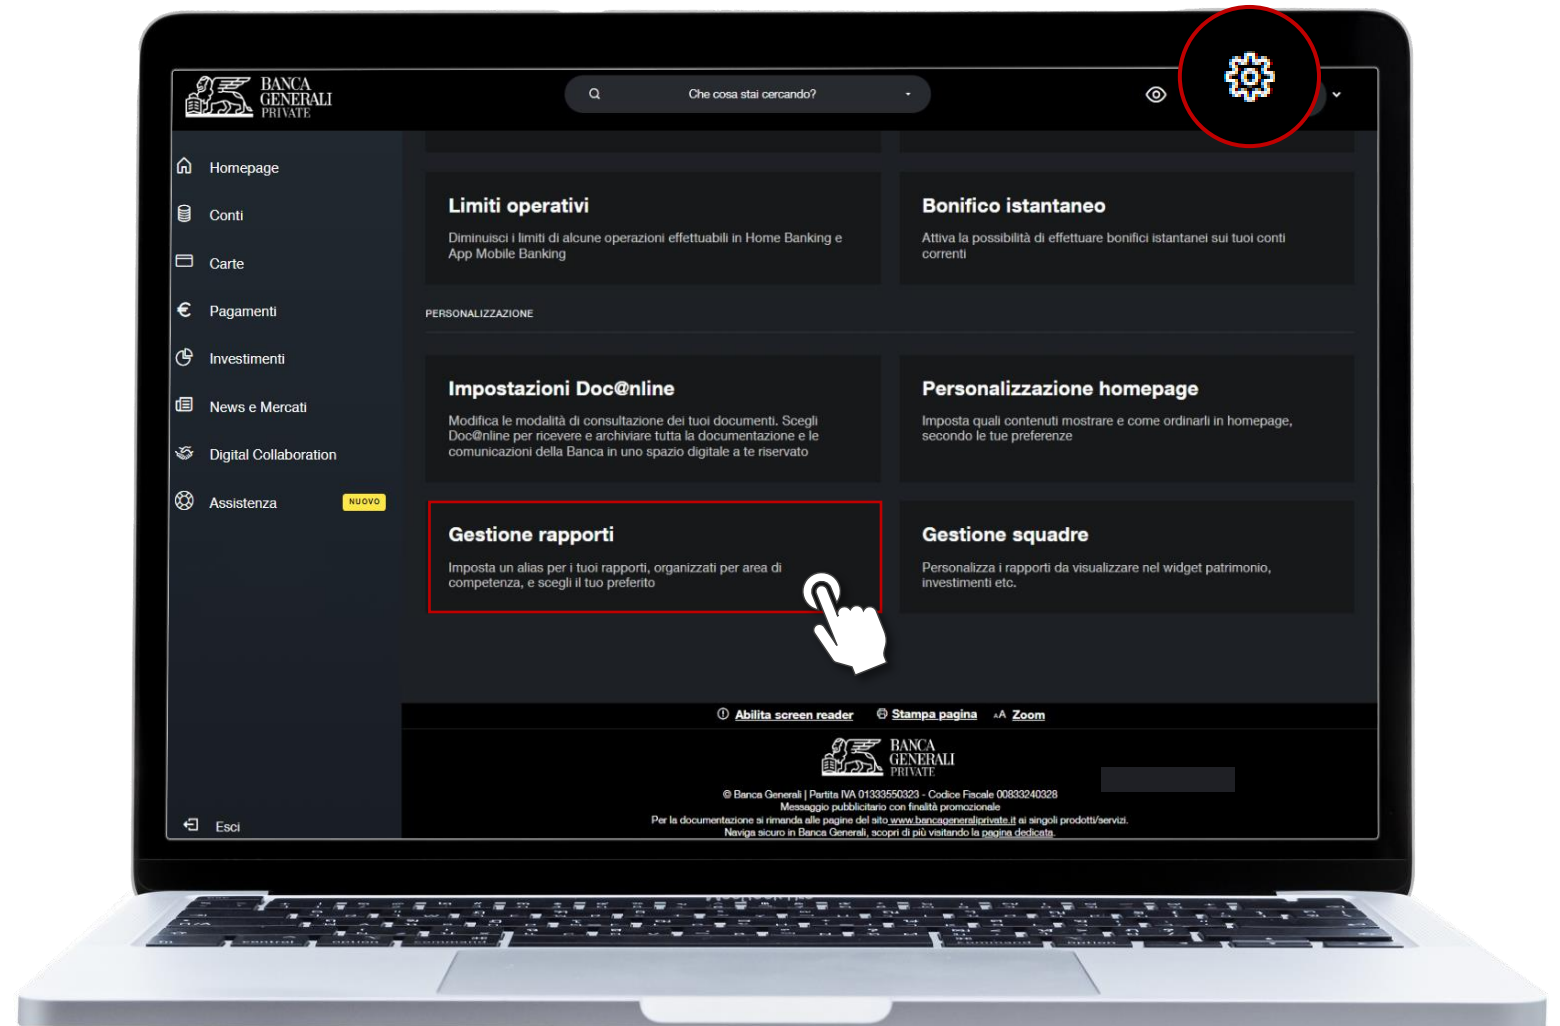 BANCA
GENERALI
PRIVATE
Che cosa stai cercando?
Homepage
Conti
Carte
Pagamenti
Investimenti
News e Mercati
Digital Collaboration
Assistenza
NUOVO
Esci
Limiti operativi
Diminuisci i limiti di alcune operazioni effettuabili in Home Banking e
App Mobile Banking
Bonifico istantaneo
Attiva la possibilità di effettuare bonifici istantanei sui tuoi conti
correnti
PERSONALIZZAZIONE
Impostazioni Doc@nline
Modifica le modalità di consultazione dei tuoi documenti. Scegli
Doc@nline per ricevere e archiviare tutta la documentazione e le
comunicazioni della Banca in uno spazio digitale a te riservato
Personalizzazione homepage
Imposta quali contenuti mostrare e come ordinarli in homepage,
secondo le tue preferenze
Gestione rapporti
Imposta un alias per i tuoi rapporti, organizzati per area di
competenza, e scegli il tuo preferito
Gestione squadre
Personalizza i rapporti da visualizzare nel widget patrimonio,
investimenti etc.
Abilita screen reader Stampa pagina AA Zoom
BANCA
GENERALI
PRIVATE
© Banca Generali | Partita IVA 01333550323 - Codice Fiscale 00833240328
Messaggio pubblicitario con finalità promozionale
Per la documentazione si rimanda alle pagine del sito www.bancageneraliprivate.it ai singoli prodotti/servizi.
Naviga sicuro in Banca Generali, scopri di più visitando la pagina dedicata.
control option command command option